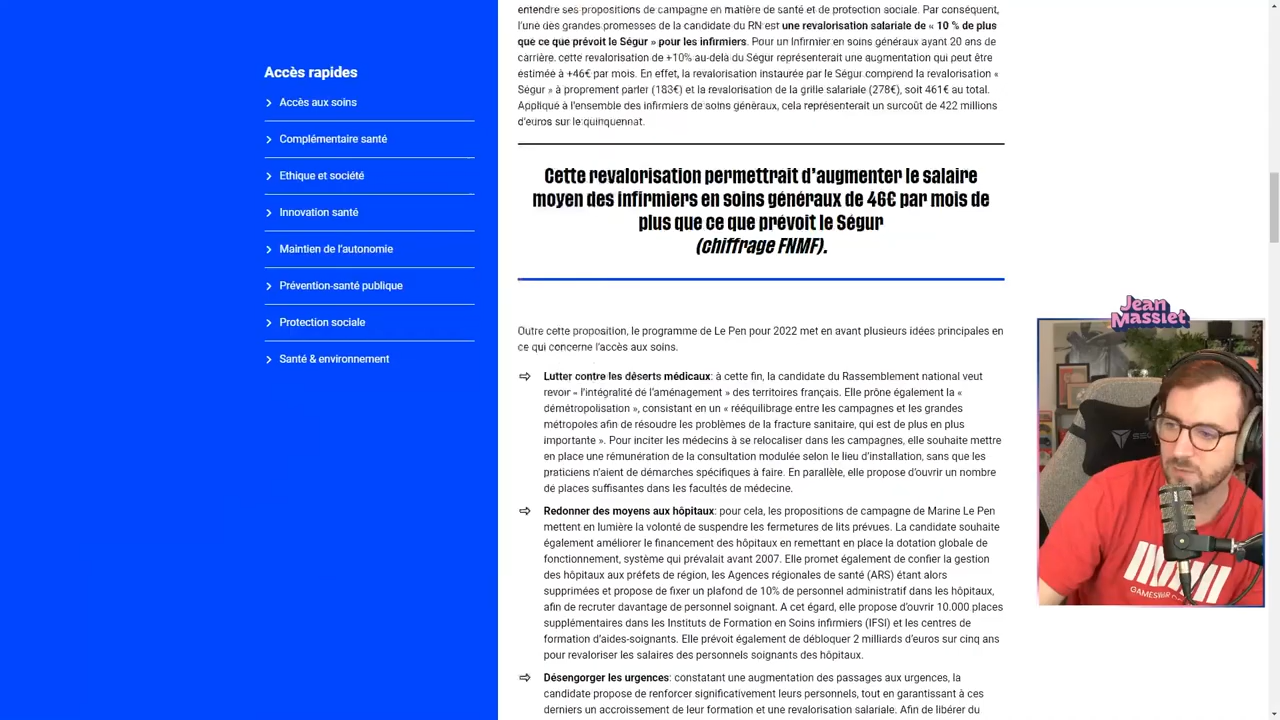 Accès rapides
Accès aux soins
Complémentaire santé
Ethique et société
Innovation santé
Maintien de l'autonomie
Prévention-santé publique
Protection sociale
Santé & environnement
entendre ses propositions de campagne en matière de santé et de protection sociale. Par conséquent,
l'une des grandes promesses de la candidate du RN est une revalorisation salariale de « 10 % de plus
que ce que prévoit le Ségur » pour les infirmiers. Pour un Infirmier en soins généraux ayant 20 ans de
carrière, cette revalorisation de +10% au-delà du Ségur représenterait une augmentation qui peut être
estimée à +46€ par mois. En effet, la revalorisation instaurée par le Ségur comprend la revalorisation «
Ségur » à proprement parler (183€) et la revalorisation de la grille salariale (278€), soit 461€ au total.
Appliqué à l'ensemble des infirmiers de soins généraux, cela représenterait un surcoût de 422 millions
d'euros sur le quinquennat.
Cette revalorisation permettrait d'augmenter le salaire
moyen des infirmiers en soins généraux de 46€ par mois de
plus que ce que prévoit le Ségur
(chiffrage FNMF).
Outre cette proposition, le programme de Le Pen pour 2022 met en avant plusieurs idées principales en
ce qui concerne l'accès aux soins.
Lutter contre les déserts médicaux: à cette fin, la candidate du Rassemblement national veut
revoir « l'intégralité de l'aménagement » des territoires français. Elle prône également la «
démétropolisation », consistant en un « rééquilibrage entre les campagnes et les grandes
métropoles afin de résoudre les problèmes de la fracture sanitaire, qui est de plus en plus
importante ». Pour inciter les médecins à se relocaliser dans les campagnes, elle souhaite mettre
en place une rémunération de la consultation modulée selon le lieu d'installation, sans que les
praticiens n'aient de démarches spécifiques à faire. En parallèle, elle propose d'ouvrir un nombre
de places suffisantes dans les facultés de médecine.
Redonner des moyens aux hôpitaux: pour cela, les propositions de campagne de Marine Le Pen
mettent en lumière la volonté de suspendre les fermetures de lits prévues. La candidate souhaite
également améliorer le financement des hôpitaux en remettant en place la dotation globale de
fonctionnement, système qui prévalait avant 2007. Elle promet également de confier la gestion
des hôpitaux aux préfets de région, les Agences régionales de santé (ARS) étant alors
supprimées et propose de fixer un plafond de 10% de personnel administratif dans les hôpitaux,
afin de recruter davantage de personnel soignant. A cet égard, elle propose d'ouvrir 10.000 places
supplémentaires dans les Instituts de Formation en Soins infirmiers (IFSI) et les centres de
formation d'aides-soignants. Elle prévoit également de débloquer 2 milliards d'euros sur cinq ans
pour revaloriser les salaires des personnels soignants des hôpitaux.
Désengorger les urgences: constatant une augmentation des passages aux urgences, la
candidate propose de renforcer significativement leurs personnels, tout en garantissant à ces
derniers un accroissement de leur formation et une revalorisation salariale. Afin de libérer du
Jean
Massiet